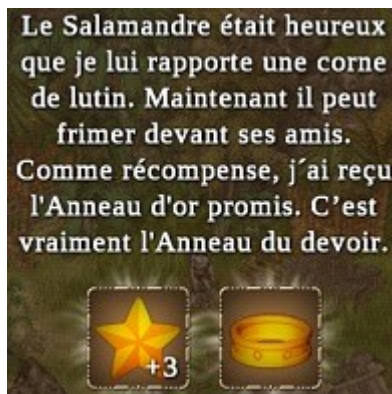 Le Salamandre était heureux
que je lui rapporte une corne
de lutin. Maintenant il peut
frimer devant ses amis.
Comme récompense, j´ai reçu
l'Anneau d'or promis. C’est
vraiment l'Anneau du devoir.
+3